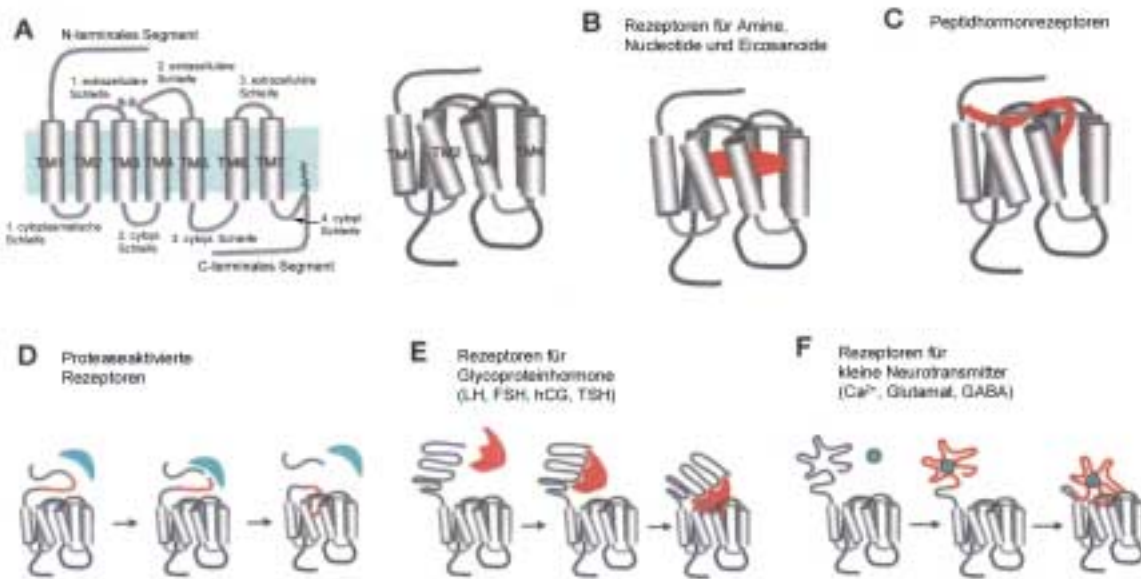 A
N-terminales Segment
1. extrazelluläre
Schleife
2. extrazelluläre
Schleife
3. extrazelluläre
Schleife
S-S
TM1
TM2
TM3
TM4
TM5
TM6
TM7
1. cytoplasmatische
Schleife
2. cytopl.
Schleife
3. cytopl. Schleife
4. cytopl.
Schleife
C-terminales Segment
TM1
TM2
B
Rezeptoren für Amine,
Nucleotide und Eicosanoide
C
Peptidhormonrezeptoren
D
Proteaseaktivierte
Rezeptoren
E
Rezeptoren für
Glycoproteinhormone
(LH, FSH, hCG, TSH)
F
Rezeptoren für
kleine Neurotransmitter
(Ca²⁺, Glutamat, GABA)